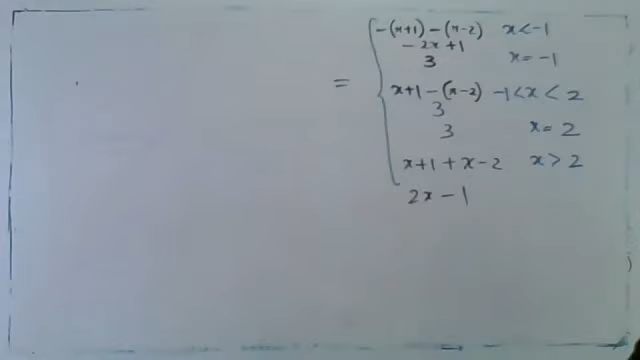 -(x+1)-(x-2) x<-1
-2x+1
3 x=-1
= x+1-(x-2) -1<x<2
3
3 x=2
x+1+x-2 x>2
2x-1